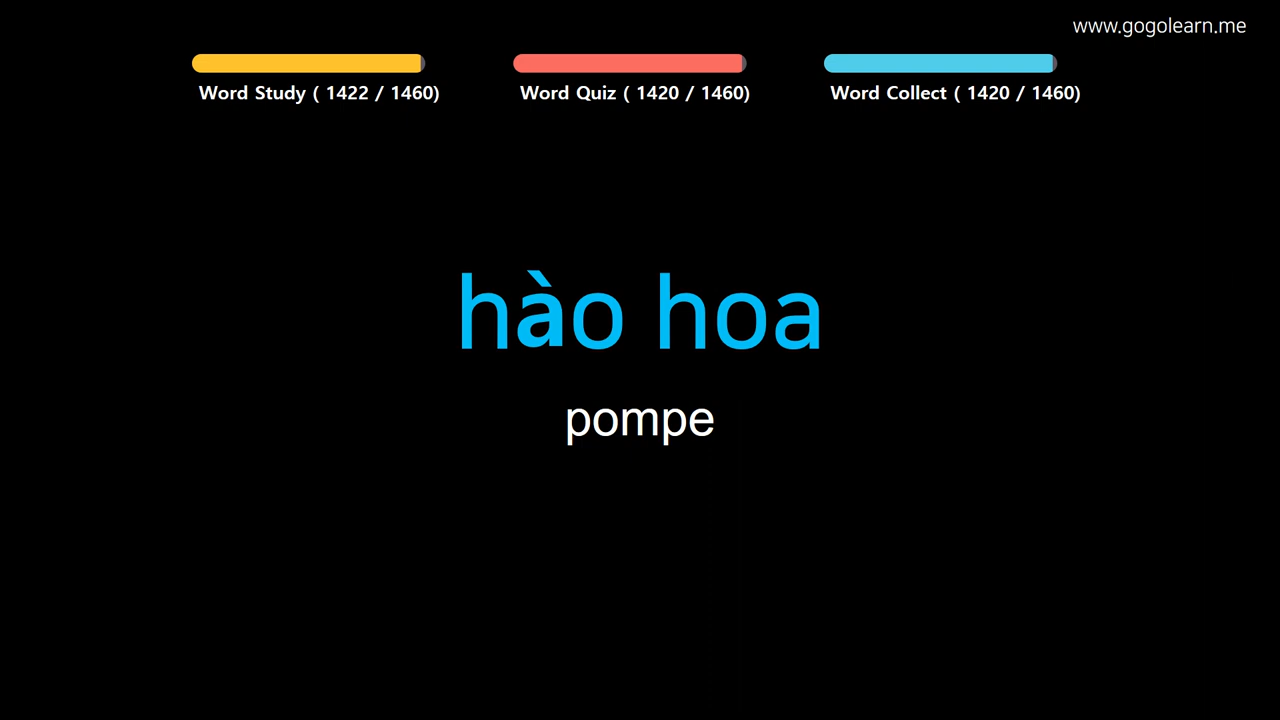 www.gogolearn.me
Word Study ( 1422 / 1460)
Word Quiz ( 1420 / 1460)
Word Collect ( 1420 / 1460)
hào hoa
pompe